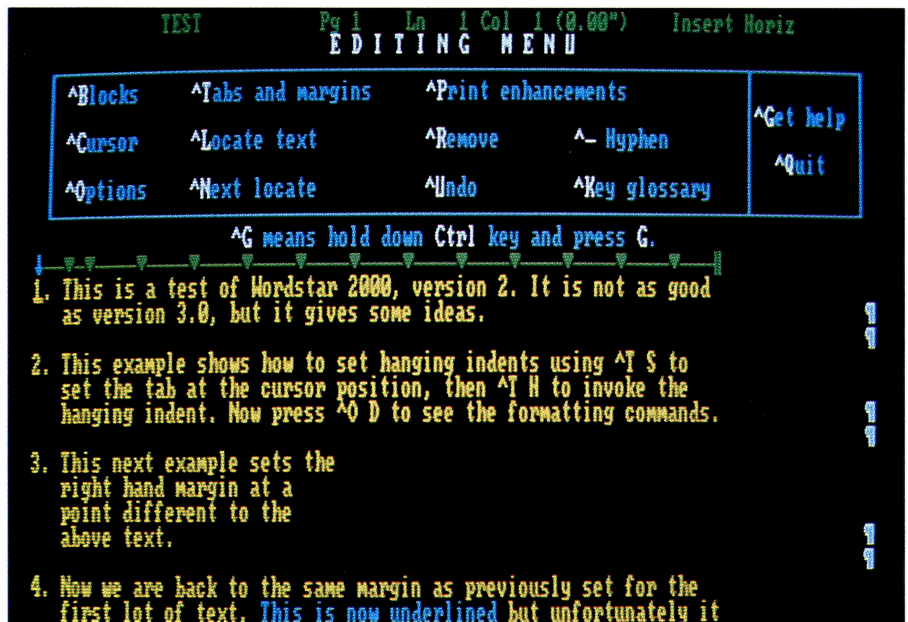 TEST Pg 1 Ln 1 Col 1 (0.00") Insert Horiz
EDITING MENU
^Blocks ^Tabs and margins ^Print enhancements
^Get help
^Cursor ^Locate text ^Remove ^- Hyphen
^Quit
^Options ^Next locate ^Undo ^Key glossary
^G means hold down Ctrl key and press G.
1. This is a test of Wordstar 2000, version 2. It is not as good
as version 3.0, but it gives some ideas.
2. This example shows how to set hanging indents using ^T S to
set the tab at the cursor position, then ^T H to invoke the
hanging indent. Now press ^O D to see the formatting commands.
3. This next example sets the
right hand margin at a
point different to the
above text.
4. Now we are back to the same margin as previously set for the
first lot of text. This is now underlined but unfortunately it